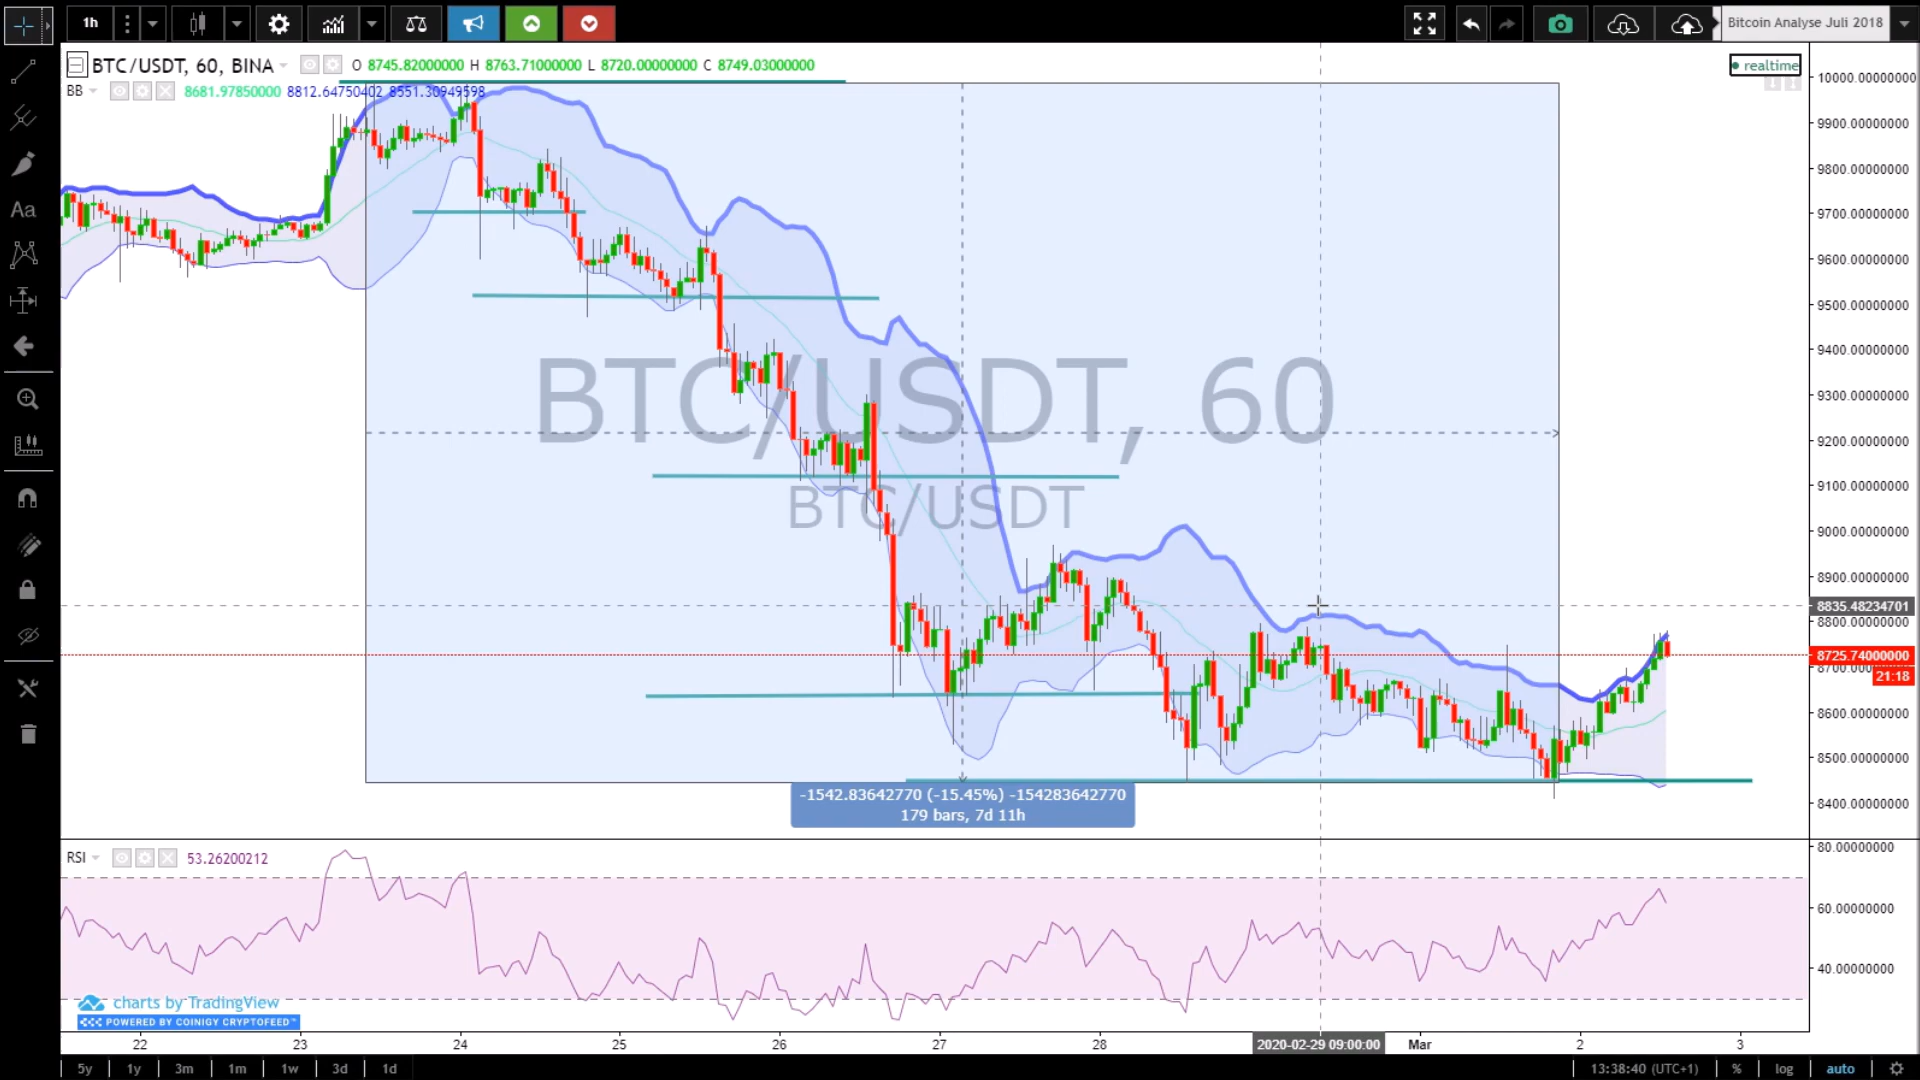 1h
Bitcoin Analyse Juli 2018
BTC/USDT, 60, BINA O 8745.82000000 H 8763.71000000 L 8720.00000000 C 8749.03000000
realtime
BB 8681.97850000 8812.64750402 8551.30949598
10000.00000000
9900.00000000
9800.00000000
9700.00000000
9600.00000000
9500.00000000
9400.00000000
9300.00000000
9200.00000000
9100.00000000
9000.00000000
8900.00000000
8835.48234701
8800.00000000
8725.74000000
21:18
8600.00000000
8500.00000000
8400.00000000
BTC/USDT, 60
BTC/USDT
-1542.83642770 (-15.45%) -154283642770
179 bars, 7d 11h
RSI 53.26200212
80.00000000
60.00000000
40.00000000
charts by TradingView
POWERED BY COINIGY CRYPTOFEED™
22 23 24 25 26 27 28 2020-02-29 09:00:00 Mar 2 3
5y 1y 3m 1m 1w 3d 1d 13:38:40 (UTC+1) % log auto
Aa